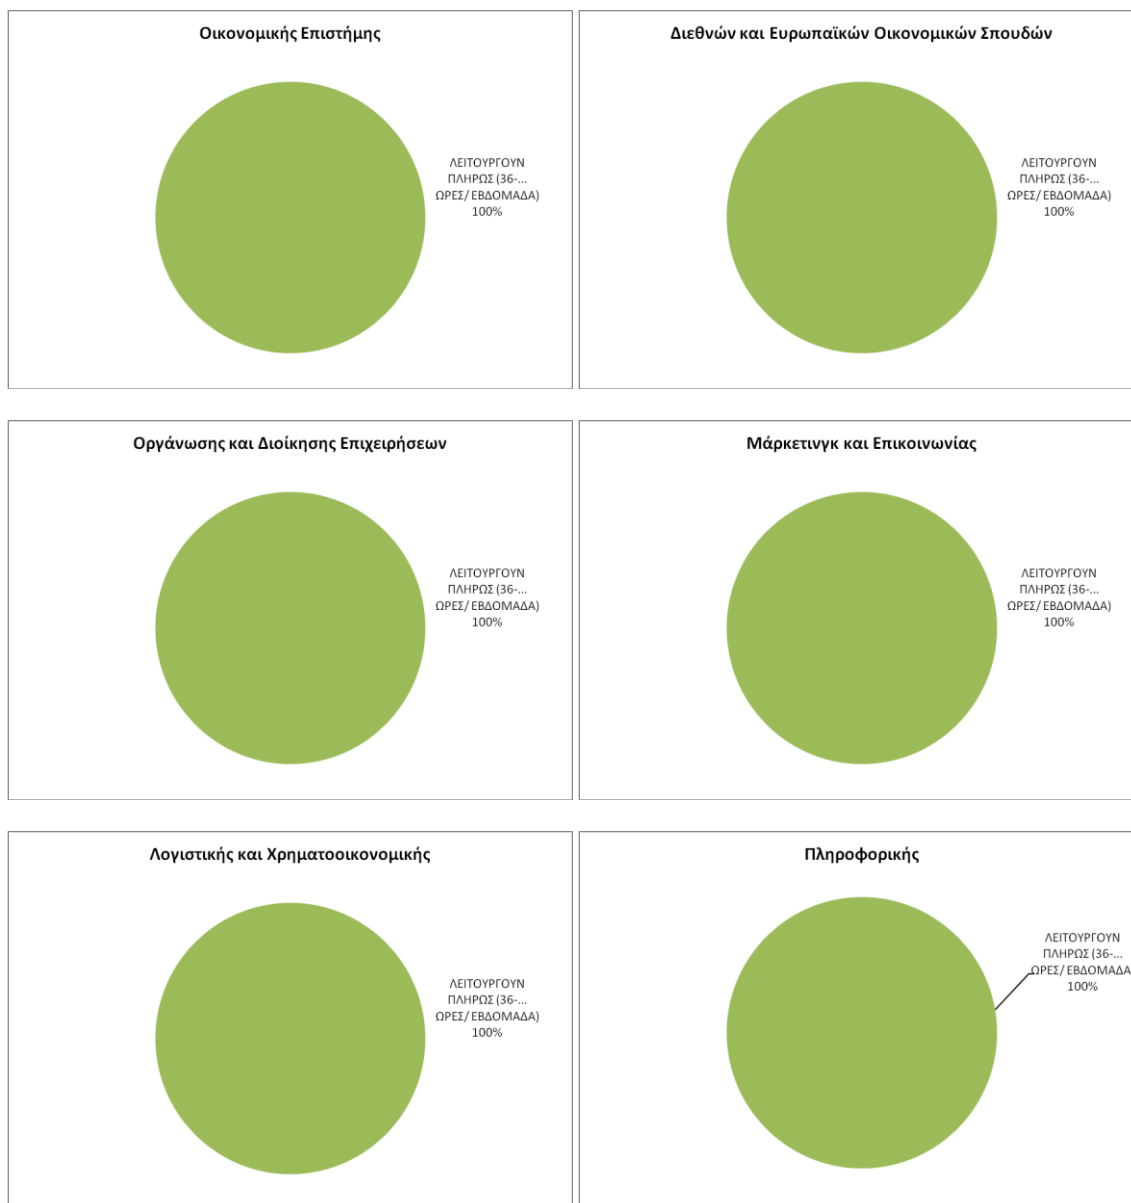 Οικονομικής Επιστήμης
ΛΕΙΤΟΥΡΓΟΥΝ
ΠΛΗΡΩΣ (36-...
ΩΡΕΣ/ ΕΒΔΟΜΑΔΑ)
100%
Διεθνών και Ευρωπαϊκών Οικονομικών Σπουδών
ΛΕΙΤΟΥΡΓΟΥΝ
ΠΛΗΡΩΣ (36-...
ΩΡΕΣ/ ΕΒΔΟΜΑΔΑ)
100%
Οργάνωσης και Διοίκησης Επιχειρήσεων
ΛΕΙΤΟΥΡΓΟΥΝ
ΠΛΗΡΩΣ (36-...
ΩΡΕΣ/ ΕΒΔΟΜΑΔΑ)
100%
Μάρκετινγκ και Επικοινωνίας
ΛΕΙΤΟΥΡΓΟΥΝ
ΠΛΗΡΩΣ (36-...
ΩΡΕΣ/ ΕΒΔΟΜΑΔΑ)
100%
Λογιστικής και Χρηματοοικονομικής
ΛΕΙΤΟΥΡΓΟΥΝ
ΠΛΗΡΩΣ (36-...
ΩΡΕΣ/ ΕΒΔΟΜΑΔΑ)
100%
Πληροφορικής
ΛΕΙΤΟΥΡΓΟΥΝ
ΠΛΗΡΩΣ (36-...
ΩΡΕΣ/ ΕΒΔΟΜΑΔΑ
100%